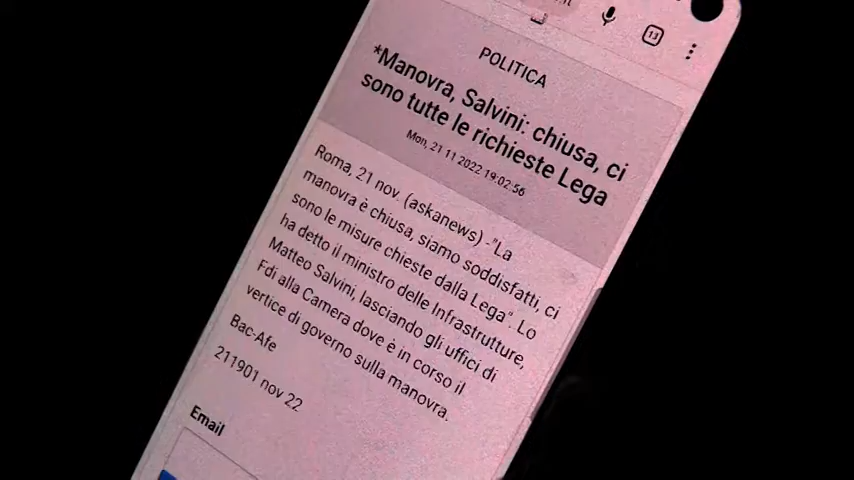 13
POLITICA
*Manovra, Salvini: chiusa, ci
sono tutte le richieste Lega
Mon, 21 11 2022 19:02:56
Roma, 21 nov. (askanews) -"La
manovra è chiusa, siamo soddisfatti, ci
sono le misure chieste dalla Lega". Lo
ha detto il ministro delle Infrastrutture,
Matteo Salvini, lasciando gli uffici di
Fdi alla Camera dove è in corso il
vertice di governo sulla manovra.
Bac-Afe
211901 nov 22
Email